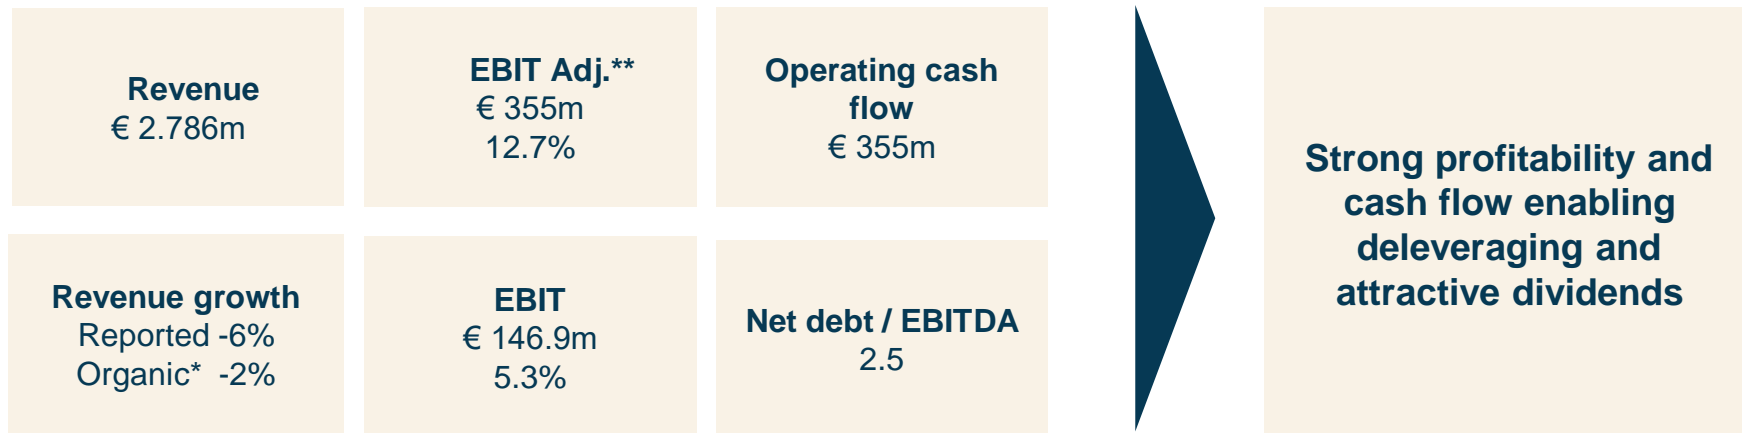 Revenue
€ 2.786m
EBIT Adj.**
€ 355m
12.7%
Operating cash
flow
€ 355m
Revenue growth
Reported -6%
Organic* -2%
EBIT
€ 146.9m
5.3%
Net debt / EBITDA
2.5
Strong profitability and
cash flow enabling
deleveraging and
attractive dividends